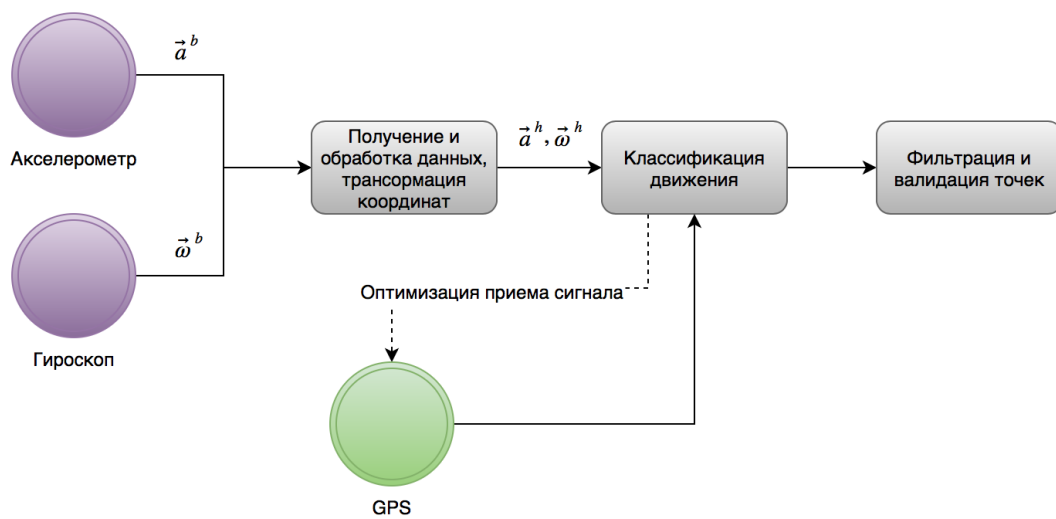 a⃗ ᵇ
Акселерометр
ω⃗ ᵇ
Гироскоп
Получение и
обработка данных,
трансормация
координат
a⃗ ʰ, ω⃗ ʰ
Классификация
движения
Фильтрация и
валидация точек
Оптимизация приема сигнала
GPS